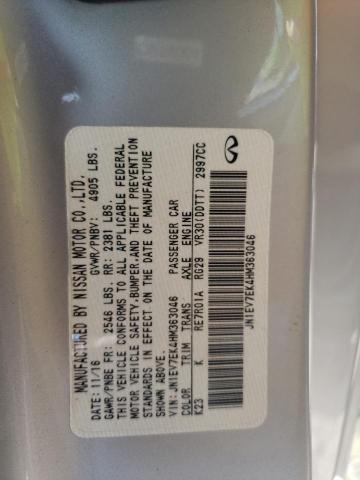 MANUFACTURED BY NISSAN MOTOR CO.,LTD.
DATE: 11/16 GVWR/PNBV: 4905 LBS.
GAWR/PNBE FR: 2546 LBS. RR: 2381 LBS.
THIS VEHICLE CONFORMS TO ALL APPLICABLE FEDERAL
MOTOR VEHICLE SAFETY,BUMPER,AND THEFT PREVENTION
STANDARDS IN EFFECT ON THE DATE OF MANUFACTURE
SHOWN ABOVE.
VIN: JN1EV7EK4HM363046 PASSENGER CAR
COLOR TRIM TRANS AXLE ENGINE
K23 K RE7R01A RG29 VR30(DDTT) 2997CC
JN1EV7EK4HM363046